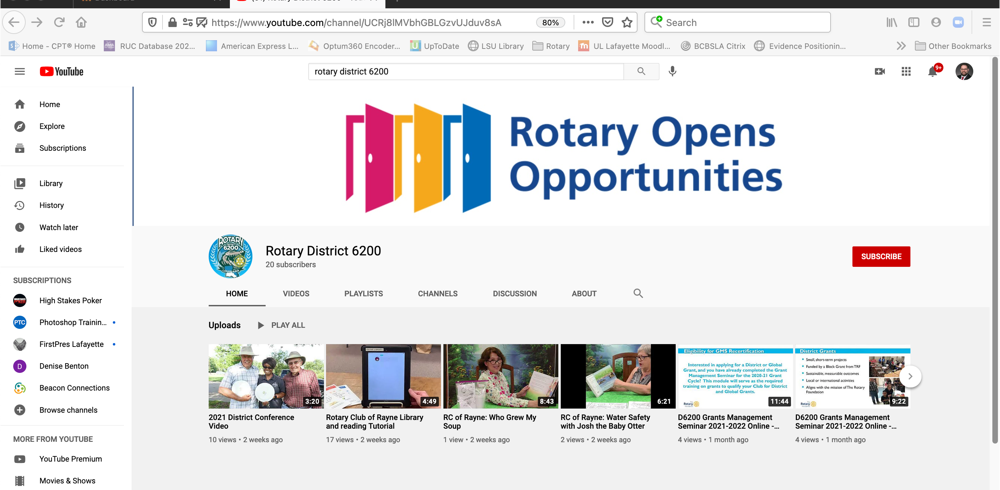 https://www.youtube.com/channel/UCRj8lMVbhGBLGzvUJduv8sA
80%
Search
Home - CPT® Home
RUC Database 202...
American Express L...
Optum360 Encoder...
UpToDate
LSU Library
Rotary
UL Lafayette Moodl...
BCBSLA Citrix
Evidence Positionin...
Other Bookmarks
YouTube
rotary district 6200
9+
Home
Explore
Subscriptions
Library
History
Watch later
Liked videos
SUBSCRIPTIONS
High Stakes Poker
PTC
Photoshop Trainin...
FirstPres Lafayette
D
Denise Benton
Beacon Connections
Browse channels
MORE FROM YOUTUBE
YouTube Premium
Movies & Shows
Rotary Opens
Opportunities
ROTARY
DISTRICT
6200
LOUISIANA
Rotary District 6200
20 subscribers
SUBSCRIBE
HOME
VIDEOS
PLAYLISTS
CHANNELS
DISCUSSION
ABOUT
Uploads
PLAY ALL
3:20
2021 District Conference
Video
10 views • 2 weeks ago
RAYNE LIBRARY
4:49
Rotary Club of Rayne Library
and reading Tutorial
17 views • 2 weeks ago
8:43
RC of Rayne: Who Grew My
Soup
1 view • 2 weeks ago
6:21
RC of Rayne: Water Safety
with Josh the Baby Otter
2 views • 2 weeks ago
Eligibility for GMS Recertification
Interested in applying for a District or Global
Grant, and you have already completed the Grant
Management Seminar for the 2020-21 Grant
Cycle? This module will serve as the required
training on grants to qualify your Club for District
and Global Grants.
Rotary
11:44
D6200 Grants Management
Seminar 2021-2022 Online -...
4 views • 1 month ago
District Grants
Small, short-term projects
Funded by a Block Grant from TRF
Sustainable, measurable outcomes
Local or international activities
Aligns with the mission of The Rotary
Foundation
Rotary
9:22
D6200 Grants Management
Seminar 2021-2022 Online -...
4 views • 1 month ago